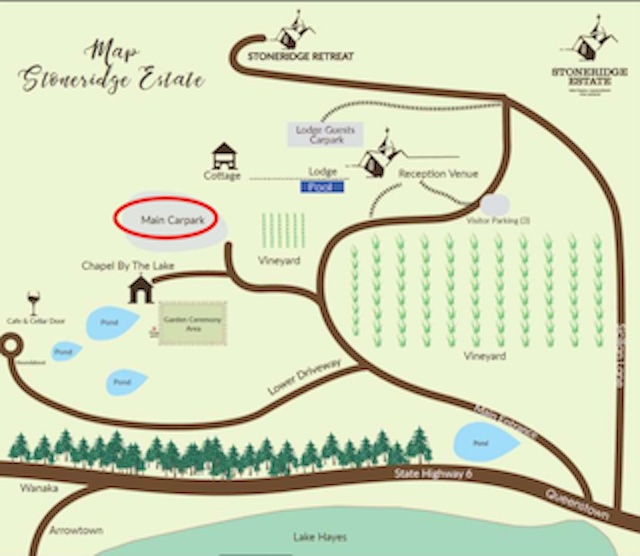 Map
Stoneridge Estate
STONERIDGE RETREAT
STONERIDGE
ESTATE
Lodge Guests
Carpark
Cottage
Lodge
Pool
Reception Venue
Main Carpark
Visitor Parking (3)
Vineyard
Chapel By The Lake
Cafe & Cellar Door
Pond
Garden Ceremony
Area
Pond
Roundabout
Pond
Vineyard
Lower Driveway
Main Entrance
Pond
State Highway 6
Wanaka
Queenstown
Arrowtown
Lake Hayes